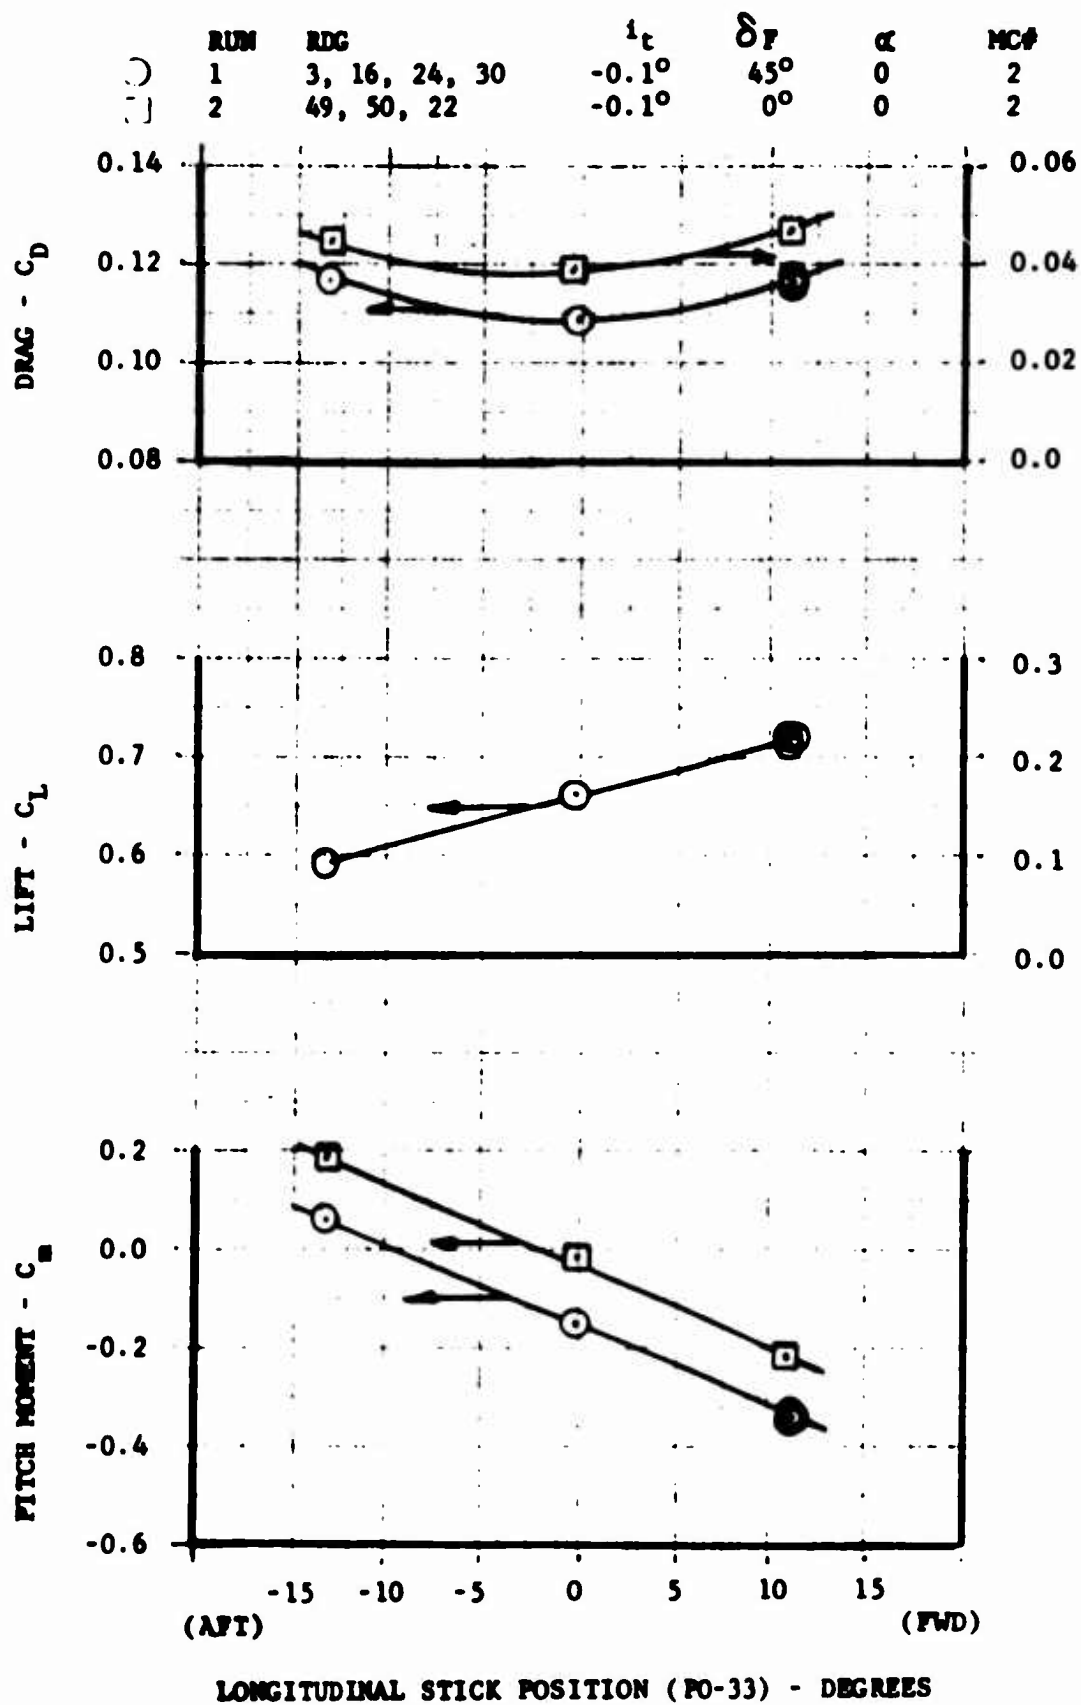 RUN RDG i_t δF α MC#
1 3, 16, 24, 30 -0.1° 45° 0 2
2 49, 50, 22 -0.1° 0° 0 2
DRAG - C_D
0.14
0.12
0.10
0.08
0.06
0.04
0.02
0.0
LIFT - C_L
0.8
0.7
0.6
0.5
0.3
0.2
0.1
0.0
PITCH MOMENT - C_m
0.2
0.0
-0.2
-0.4
-0.6
-15 -10 -5 0 5 10 15
(AFT) (FWD)
LONGITUDINAL STICK POSITION (PO-33) - DEGREES